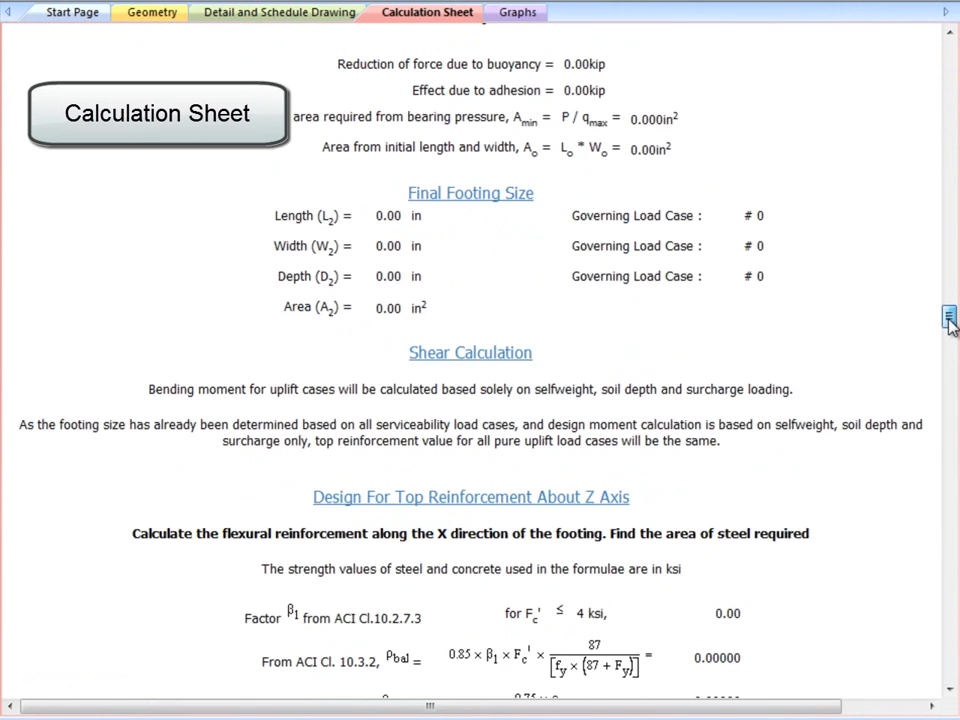 Start Page Geometry Detail and Schedule Drawing Calculation Sheet Graphs
Reduction of force due to buoyancy = 0.00kip
Effect due to adhesion = 0.00kip
Calculation Sheet
area required from bearing pressure, Amin = P / qmax = 0.000in²
Area from initial length and width, Ao = Lo * Wo = 0.00in²
Final Footing Size
Length (L2) = 0.00 in Governing Load Case : # 0
Width (W2) = 0.00 in Governing Load Case : # 0
Depth (D2) = 0.00 in Governing Load Case : # 0
Area (A2) = 0.00 in²
Shear Calculation
Bending moment for uplift cases will be calculated based solely on selfweight, soil depth and surcharge loading.
As the footing size has already been determined based on all serviceability load cases, and design moment calculation is based on selfweight, soil depth and
surcharge only, top reinforcement value for all pure uplift load cases will be the same.
Design For Top Reinforcement About Z Axis
Calculate the flexural reinforcement along the X direction of the footing. Find the area of steel required
The strength values of steel and concrete used in the formulae are in ksi
Factor β1 from ACI Cl.10.2.7.3 for Fc' ≤ 4 ksi, 0.00
From ACI Cl. 10.3.2, ρbal = 0.85 × β1 × Fc' × 87 / [fy × (87 + Fy)] = 0.00000